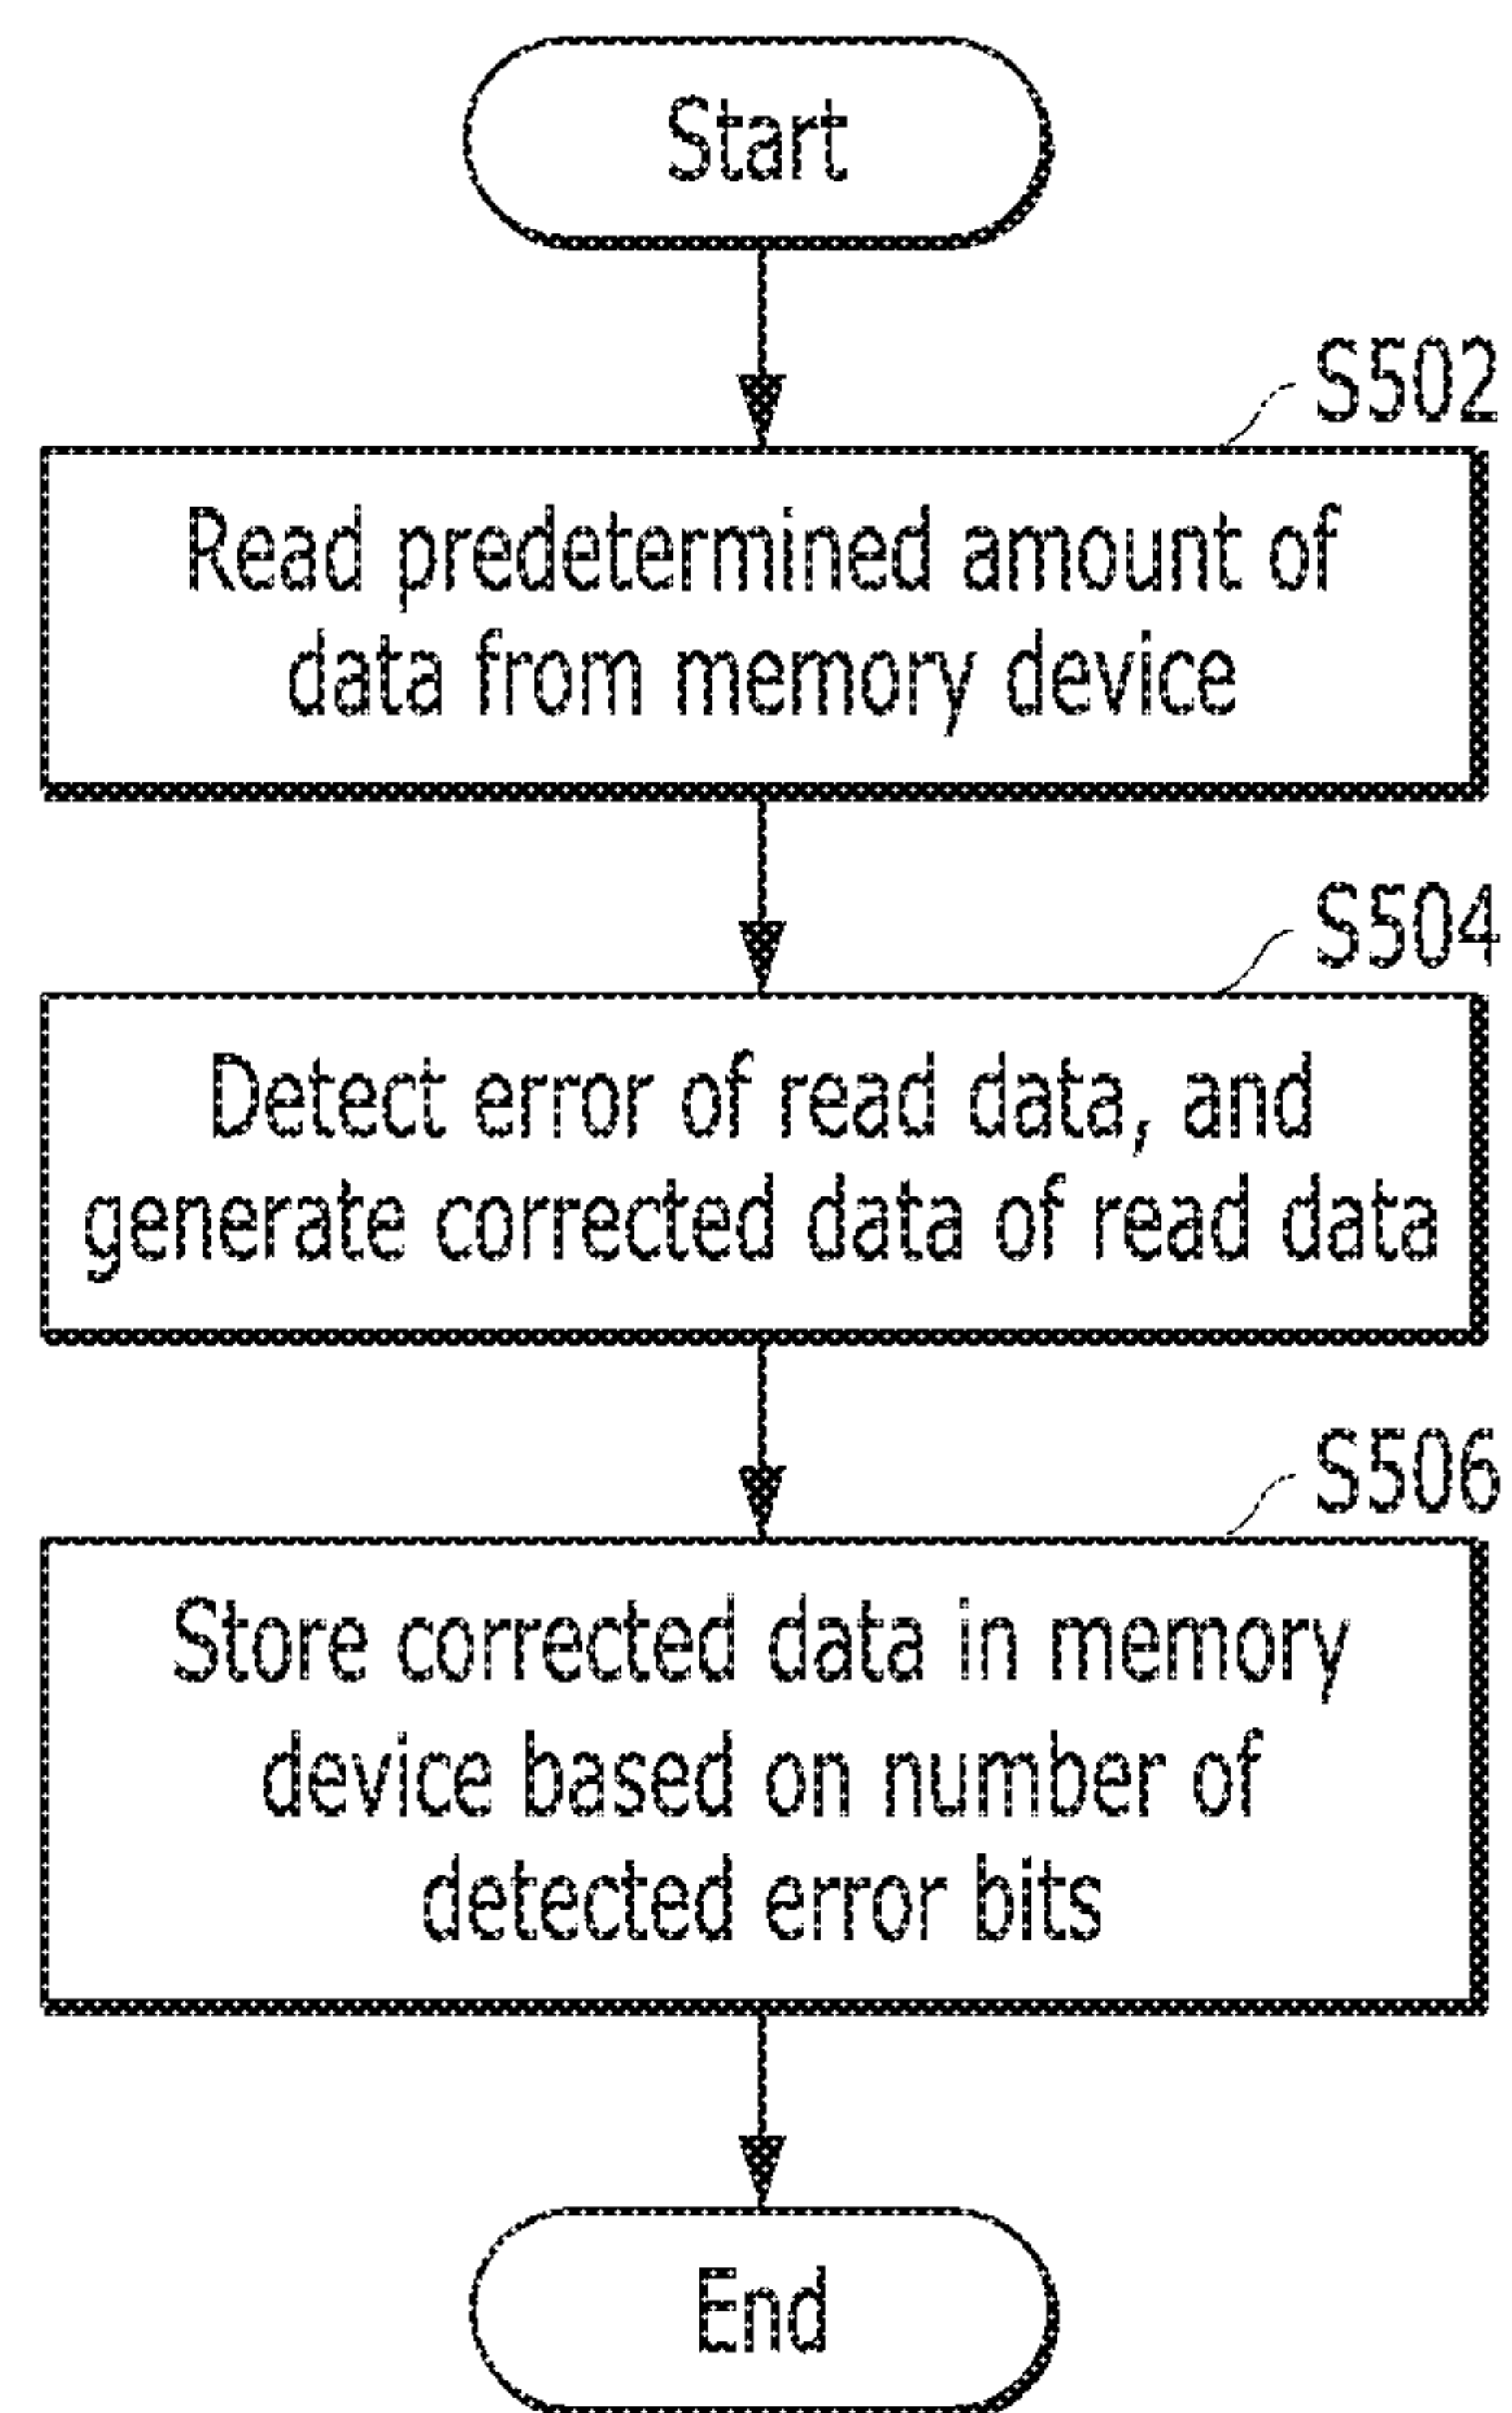 Start
S502
Read predetermined amount of
data from memory device
S504
Detect error of read data, and
generate corrected data of read data
S506
Store corrected data in memory
device based on number of
detected error bits
End